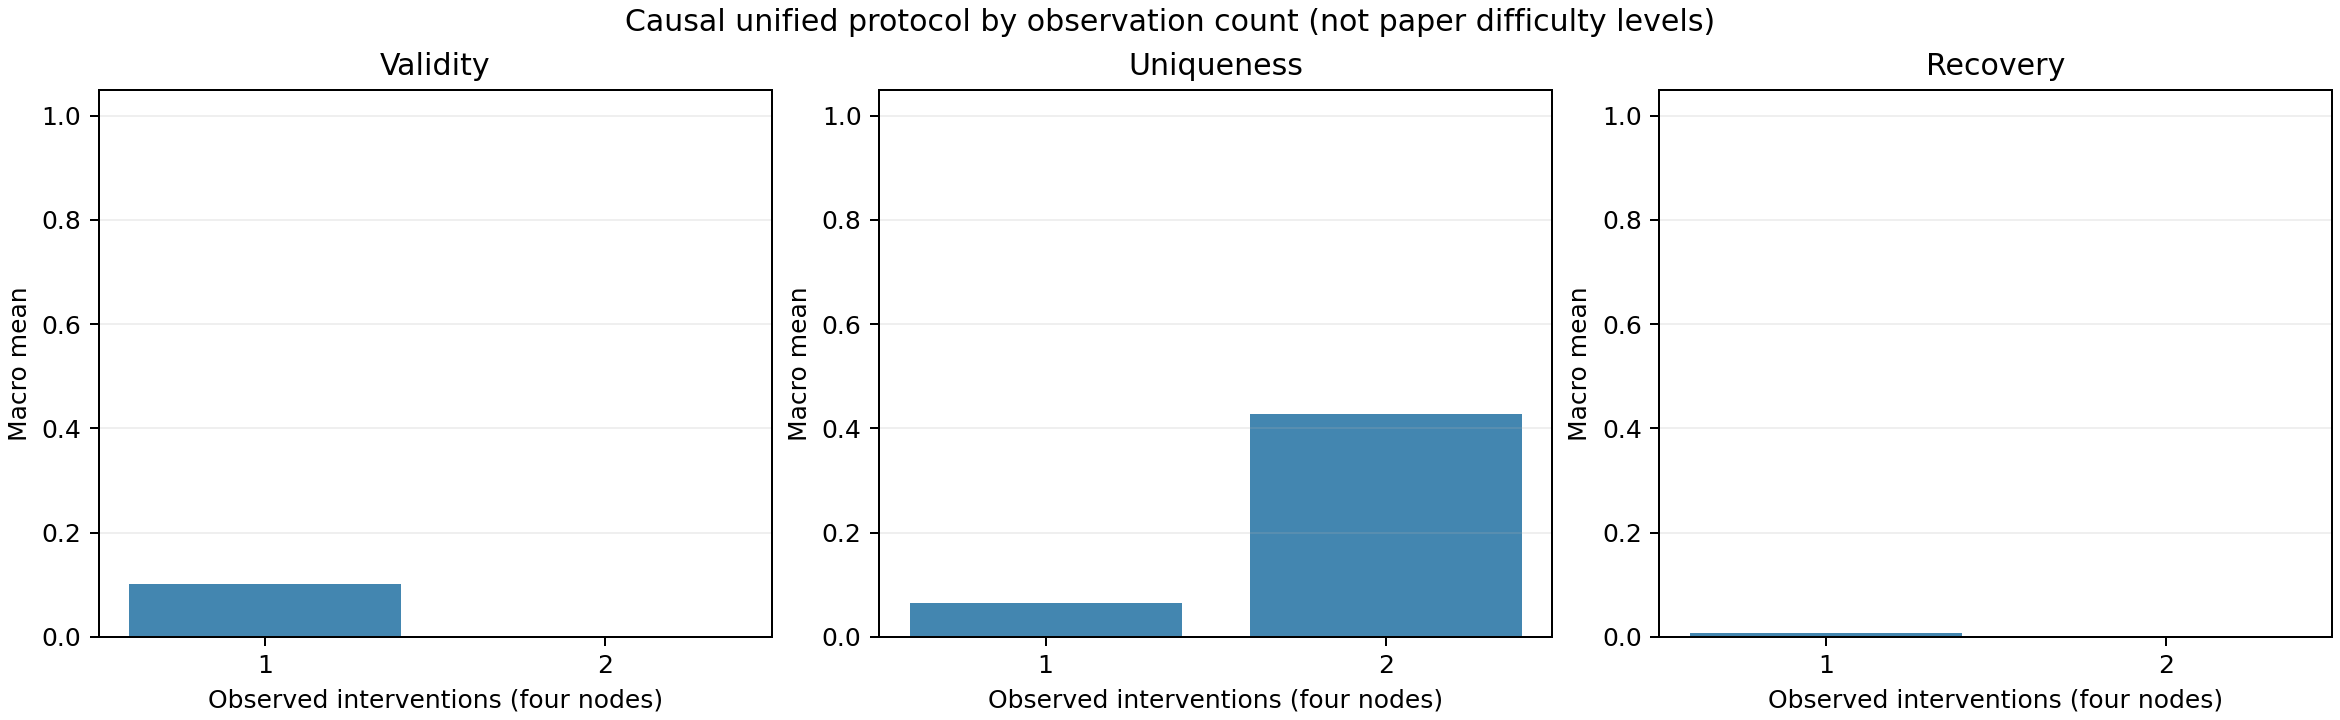 Causal unified protocol by observation count (not paper difficulty levels)
Validity
Macro mean
1.0
0.8
0.6
0.4
0.2
0.0
1 2
Observed interventions (four nodes)
Uniqueness
Macro mean
1.0
0.8
0.6
0.4
0.2
0.0
1 2
Observed interventions (four nodes)
Recovery
Macro mean
1.0
0.8
0.6
0.4
0.2
0.0
1 2
Observed interventions (four nodes)